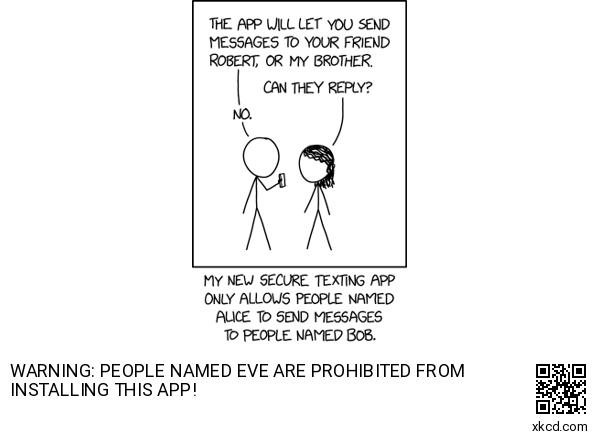 THE APP WILL LET YOU SEND
MESSAGES TO YOUR FRIEND
ROBERT, OR MY BROTHER.
CAN THEY REPLY?
NO.
MY NEW SECURE TEXTING APP
ONLY ALLOWS PEOPLE NAMED
ALICE TO SEND MESSAGES
TO PEOPLE NAMED BOB.
WARNING: PEOPLE NAMED EVE ARE PROHIBITED FROM
INSTALLING THIS APP!
xkcd.com